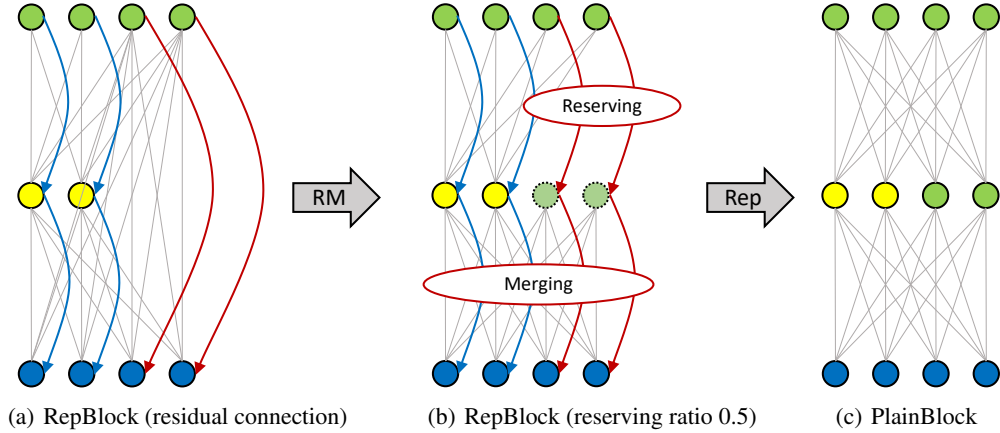 Reserving
RM
Rep
Merging
(a) RepBlock (residual connection)
(b) RepBlock (reserving ratio 0.5)
(c) PlainBlock